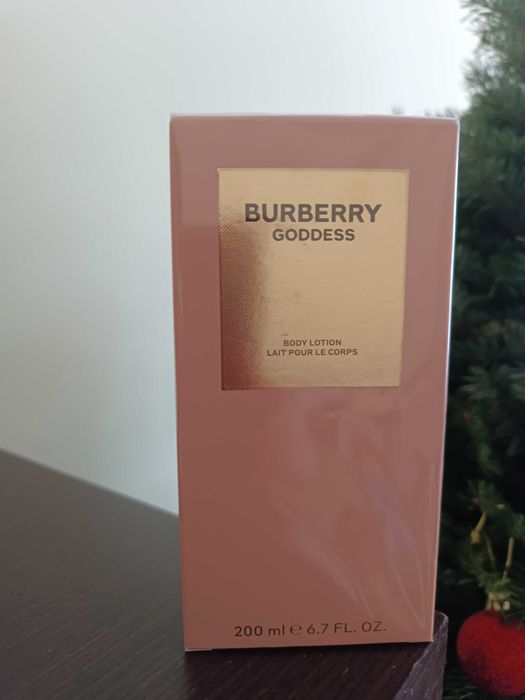 BURBERRY
GODDESS
BODY LOTION
LAIT POUR LE CORPS
200 ml ℮ 6.7 FL. OZ.